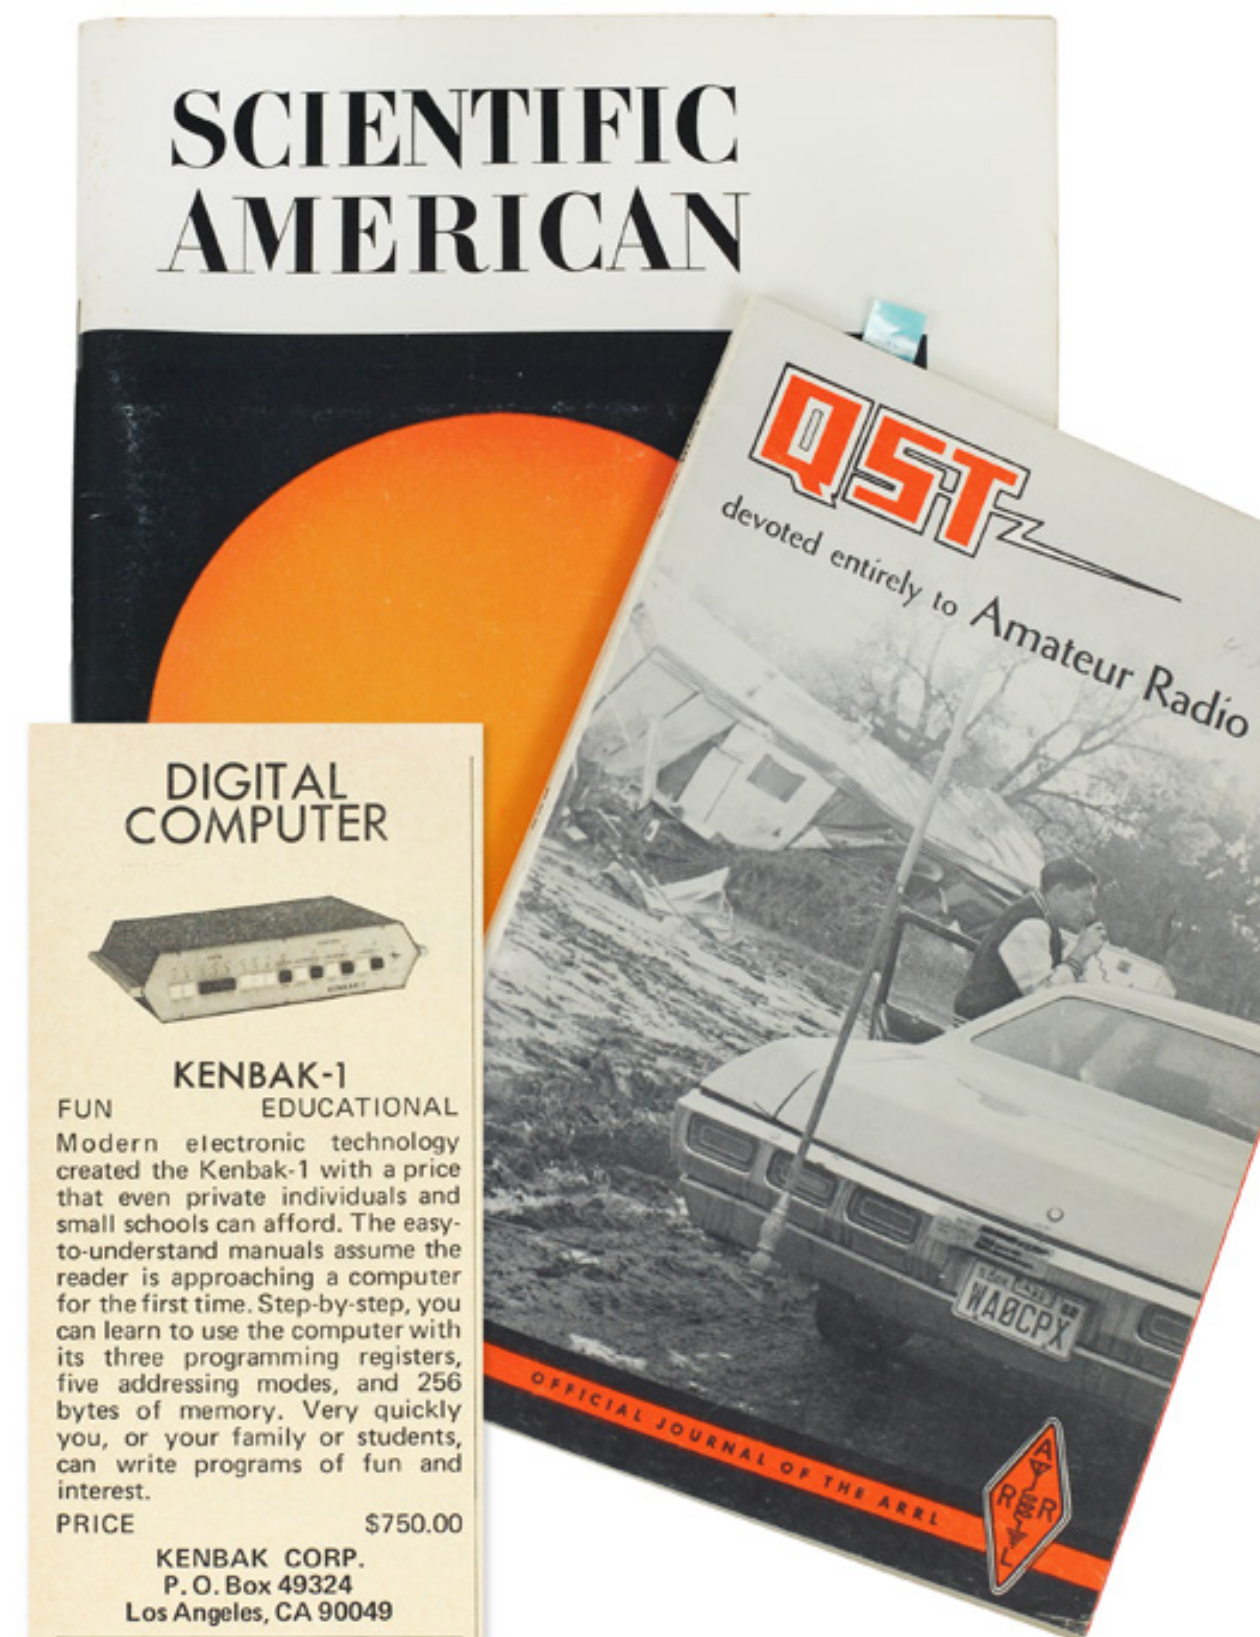 SCIENTIFIC
AMERICAN
QST
devoted entirely to Amateur Radio
WAØCPX
OFFICIAL JOURNAL OF THE ARRL
A
R R
L
DIGITAL
COMPUTER
KENBAK-1
KENBAK-1
FUN EDUCATIONAL
Modern electronic technology
created the Kenbak-1 with a price
that even private individuals and
small schools can afford. The easy-
to-understand manuals assume the
reader is approaching a computer
for the first time. Step-by-step, you
can learn to use the computer with
its three programming registers,
five addressing modes, and 256
bytes of memory. Very quickly
you, or your family or students,
can write programs of fun and
interest.
PRICE $750.00
KENBAK CORP.
P. O. Box 49324
Los Angeles, CA 90049